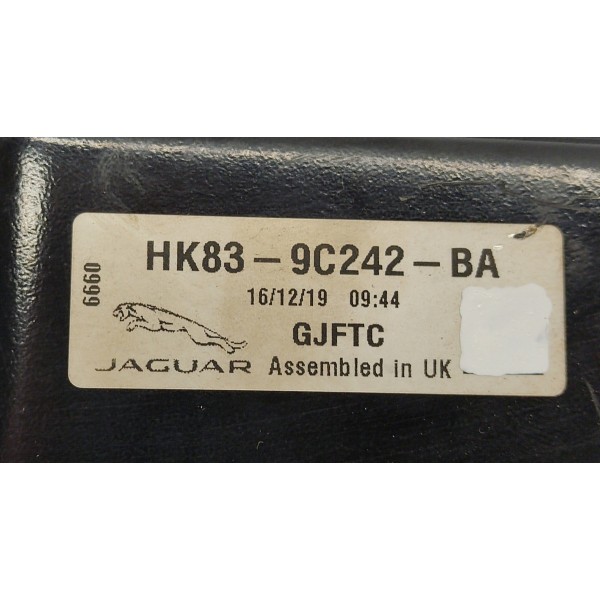 HK83-9C242-BA
16/12/19 09:44
GJFTC
JAGUAR Assembled in UK
6660